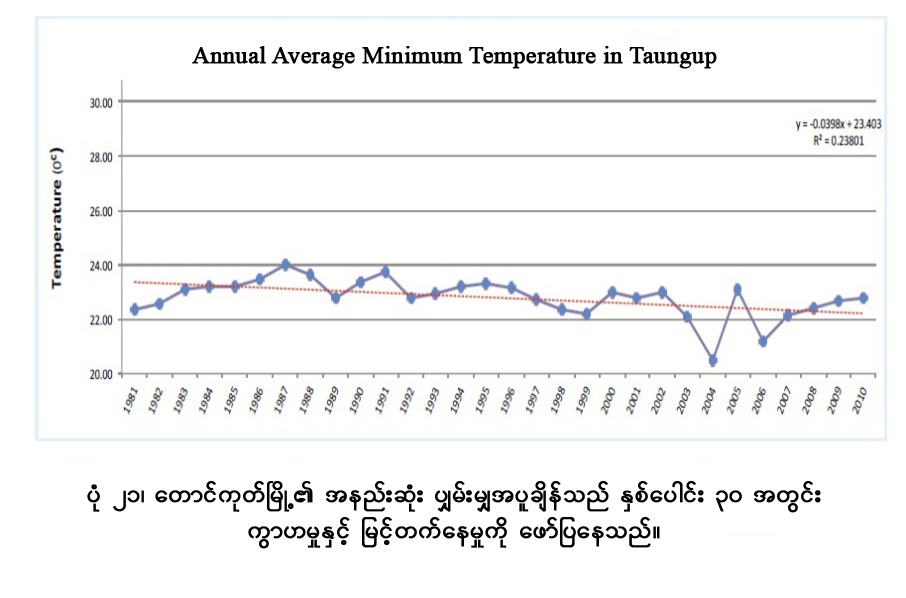 Annual Average Minimum Temperature in Taungup
30.00
y = -0.0398x + 23.403
R² = 0.23801
28.00
26.00
24.00
22.00
20.00
Temperature (0ᶜ)
1981 1982 1983 1984 1985 1986 1987 1988 1989 1990 1991 1992 1993 1994 1995 1996 1997 1998 1999 2000 2001 2002 2003 2004 2005 2006 2007 2008 2009 2010
ပုံ ၂၁၊ တောင်ကုတ်မြို့၏ အနည်းဆုံး ပျှမ်းမျှအပူချိန်သည် နှစ်ပေါင်း ၃၀ အတွင်း
ကွာဟမှုနှင့် မြင့်တက်နေမှုကို ဖော်ပြနေသည်။